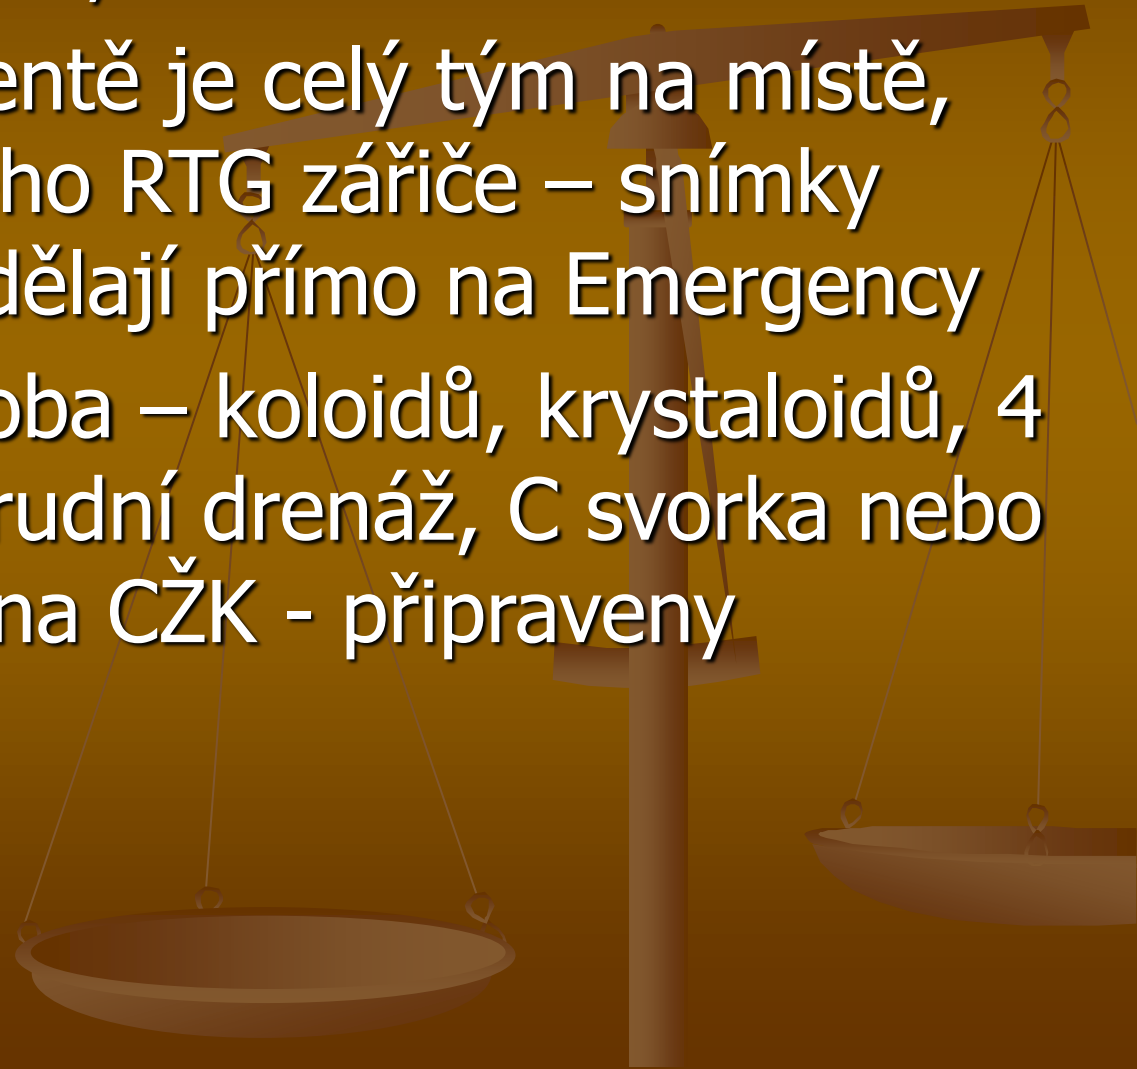 entě je celý tým na místě,
ho RTG zářiče – snímky
dělají přímo na Emergency
oba – koloidů, krystaloidů, 4
rudní drenáž, C svorka nebo
na CŽK - připraveny